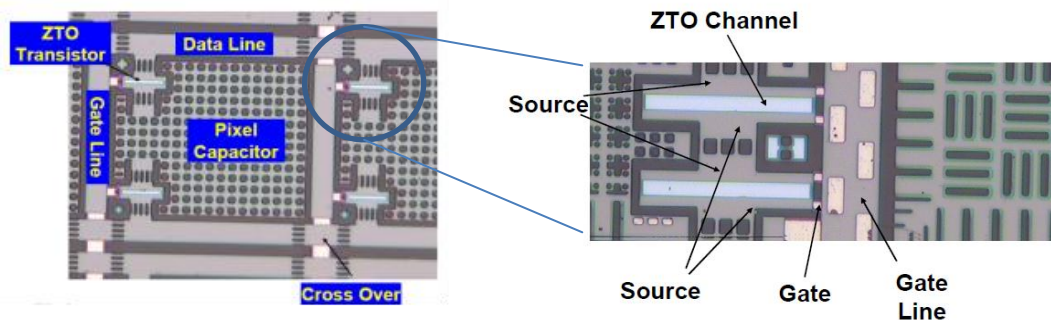 ZTO
Transistor
Data Line
Gate Line
Pixel
Capacitor
Cross Over
ZTO Channel
Source
Source
Gate
Gate
Line